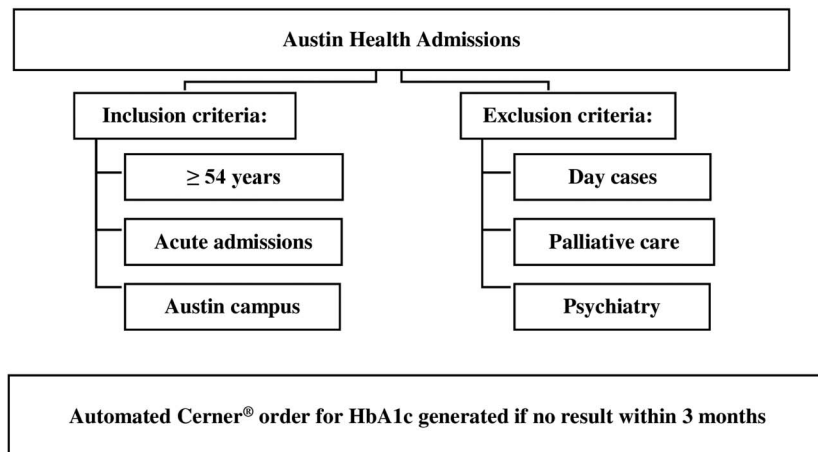 Austin Health Admissions
Inclusion criteria:
≥ 54 years
Acute admissions
Austin campus
Exclusion criteria:
Day cases
Palliative care
Psychiatry
Automated Cerner® order for HbA1c generated if no result within 3 months